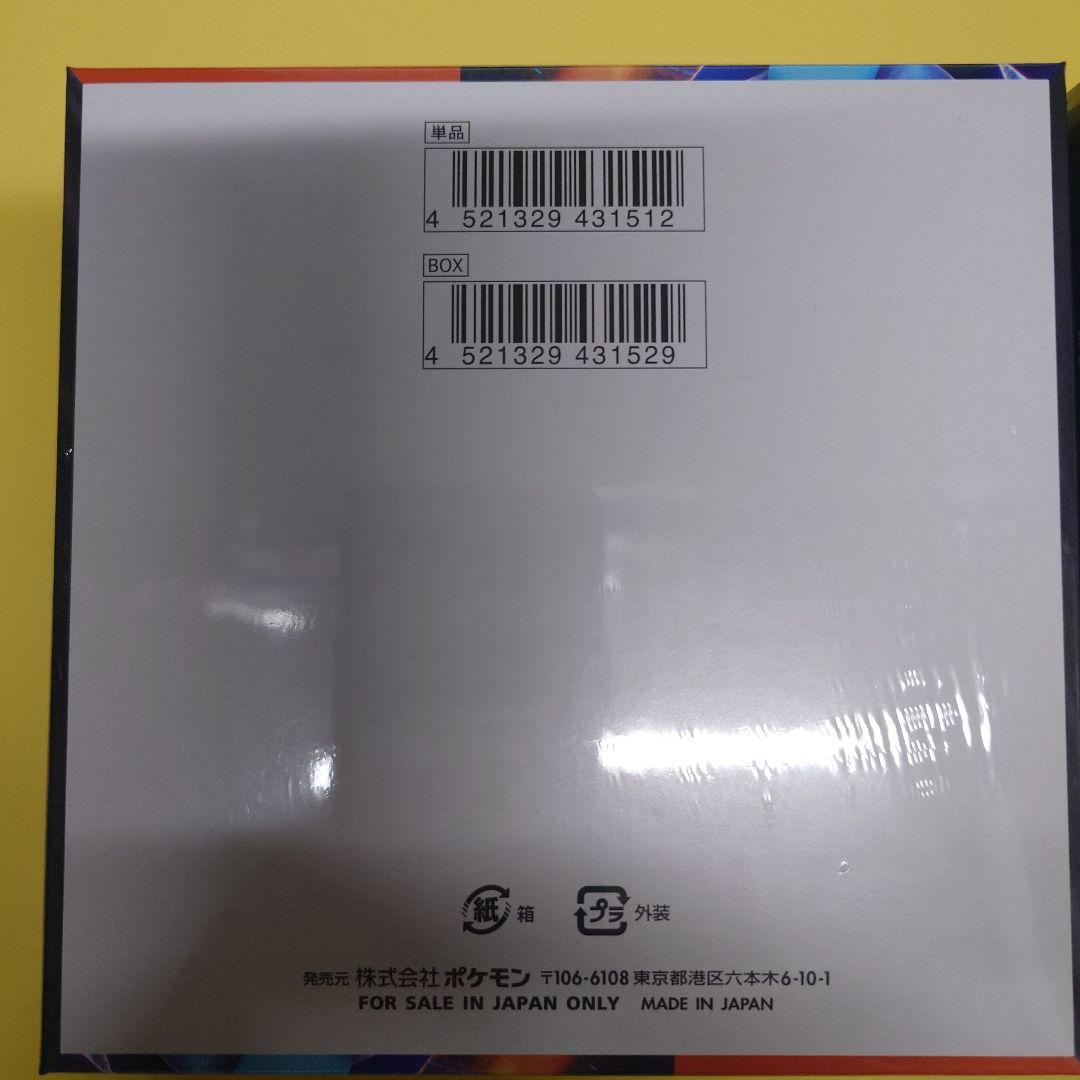 単品
4 521329 431512
BOX
4 521329 431529
紙 箱 プラ 外装
発売元 株式会社 ポケモン 〒106-6108 東京都港区六本木6-10-1
FOR SALE IN JAPAN ONLY MADE IN JAPAN